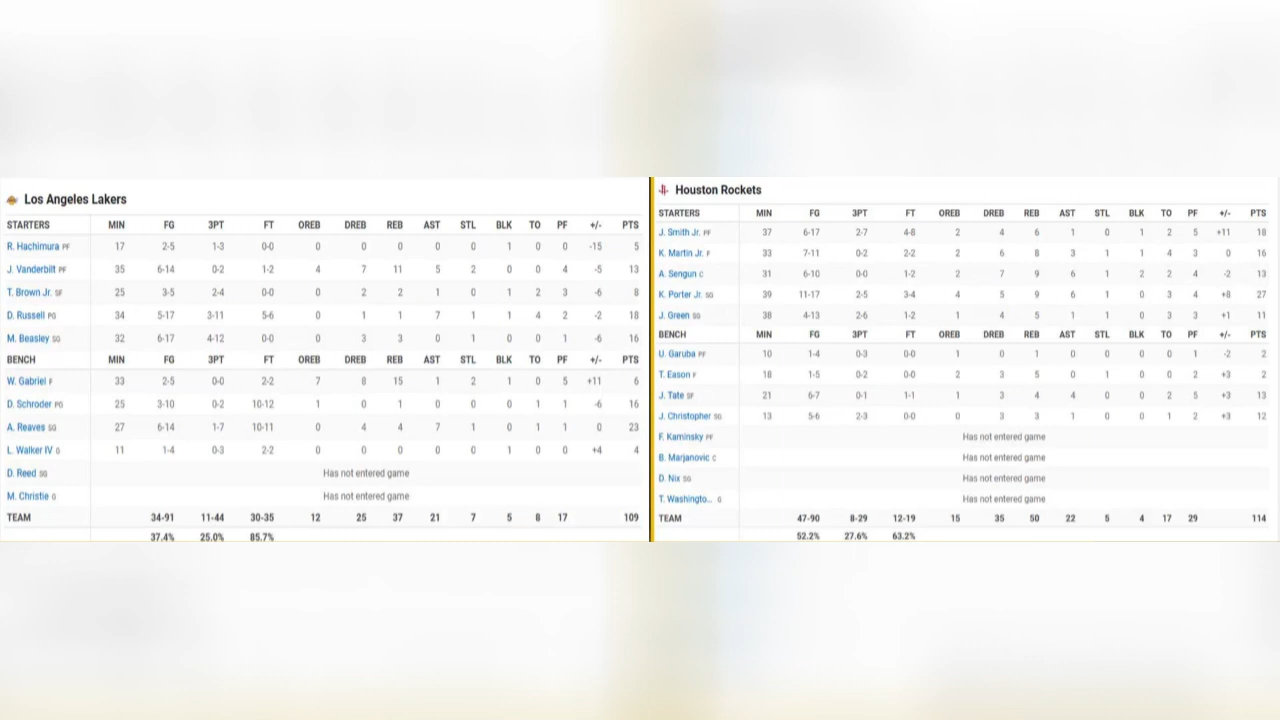 Los Angeles Lakers
STARTERS MIN FG 3PT FT OREB DREB REB AST STL BLK TO PF +/- PTS
R. Hachimura PF 17 2-5 1-3 0-0 0 0 0 0 0 1 0 0 -15 5
J. Vanderbilt PF 35 6-14 0-2 1-2 4 7 11 5 2 0 0 4 -5 13
T. Brown Jr. SF 25 3-5 2-4 0-0 0 2 2 1 0 1 2 3 -6 8
D. Russell PG 34 5-17 3-11 5-6 0 1 1 7 1 1 4 2 -2 18
M. Beasley SG 32 6-17 4-12 0-0 0 3 3 0 1 0 0 1 -6 16
BENCH MIN FG 3PT FT OREB DREB REB AST STL BLK TO PF +/- PTS
W. Gabriel F 33 2-5 0-0 2-2 7 8 15 1 2 1 0 5 +11 6
D. Schroder PG 25 3-10 0-2 10-12 1 0 1 0 0 0 1 1 -6 16
A. Reaves SG 27 6-14 1-7 10-11 0 4 4 7 1 0 1 1 0 23
L. Walker IV G 11 1-4 0-3 2-2 0 0 0 0 0 1 0 0 +4 4
D. Reed SG Has not entered game
M. Christie G Has not entered game
TEAM 34-91 11-44 30-35 12 25 37 21 7 5 8 17 109
37.4% 25.0% 85.7%
Houston Rockets
STARTERS MIN FG 3PT FT OREB DREB REB AST STL BLK TO PF +/- PTS
J. Smith Jr. PF 37 6-17 2-7 4-8 2 4 6 1 0 1 2 5 +11 18
K. Martin Jr. F 33 7-11 0-2 2-2 2 6 8 3 1 1 4 3 0 16
A. Sengun C 31 6-10 0-0 1-2 2 7 9 6 1 2 2 4 -2 13
K. Porter Jr. SG 39 11-17 2-5 3-4 4 5 9 6 1 0 3 4 +8 27
J. Green SG 38 4-13 2-6 1-2 1 4 5 1 1 0 3 3 +1 11
BENCH MIN FG 3PT FT OREB DREB REB AST STL BLK TO PF +/- PTS
U. Garuba PF 10 1-4 0-3 0-0 1 0 1 0 0 0 0 1 -2 2
T. Eason F 18 1-5 0-2 0-0 2 3 5 0 1 0 0 2 +3 2
J. Tate SF 21 6-7 0-1 1-1 1 3 4 4 0 0 2 5 +3 13
J. Christopher SG 13 5-6 2-3 0-0 0 3 3 1 0 0 1 2 +3 12
F. Kaminsky PF Has not entered game
B. Marjanovic C Has not entered game
D. Nix SG Has not entered game
T. Washingto... G Has not entered game
TEAM 47-90 8-29 12-19 15 35 50 22 5 4 17 29 114
52.2% 27.6% 63.2%